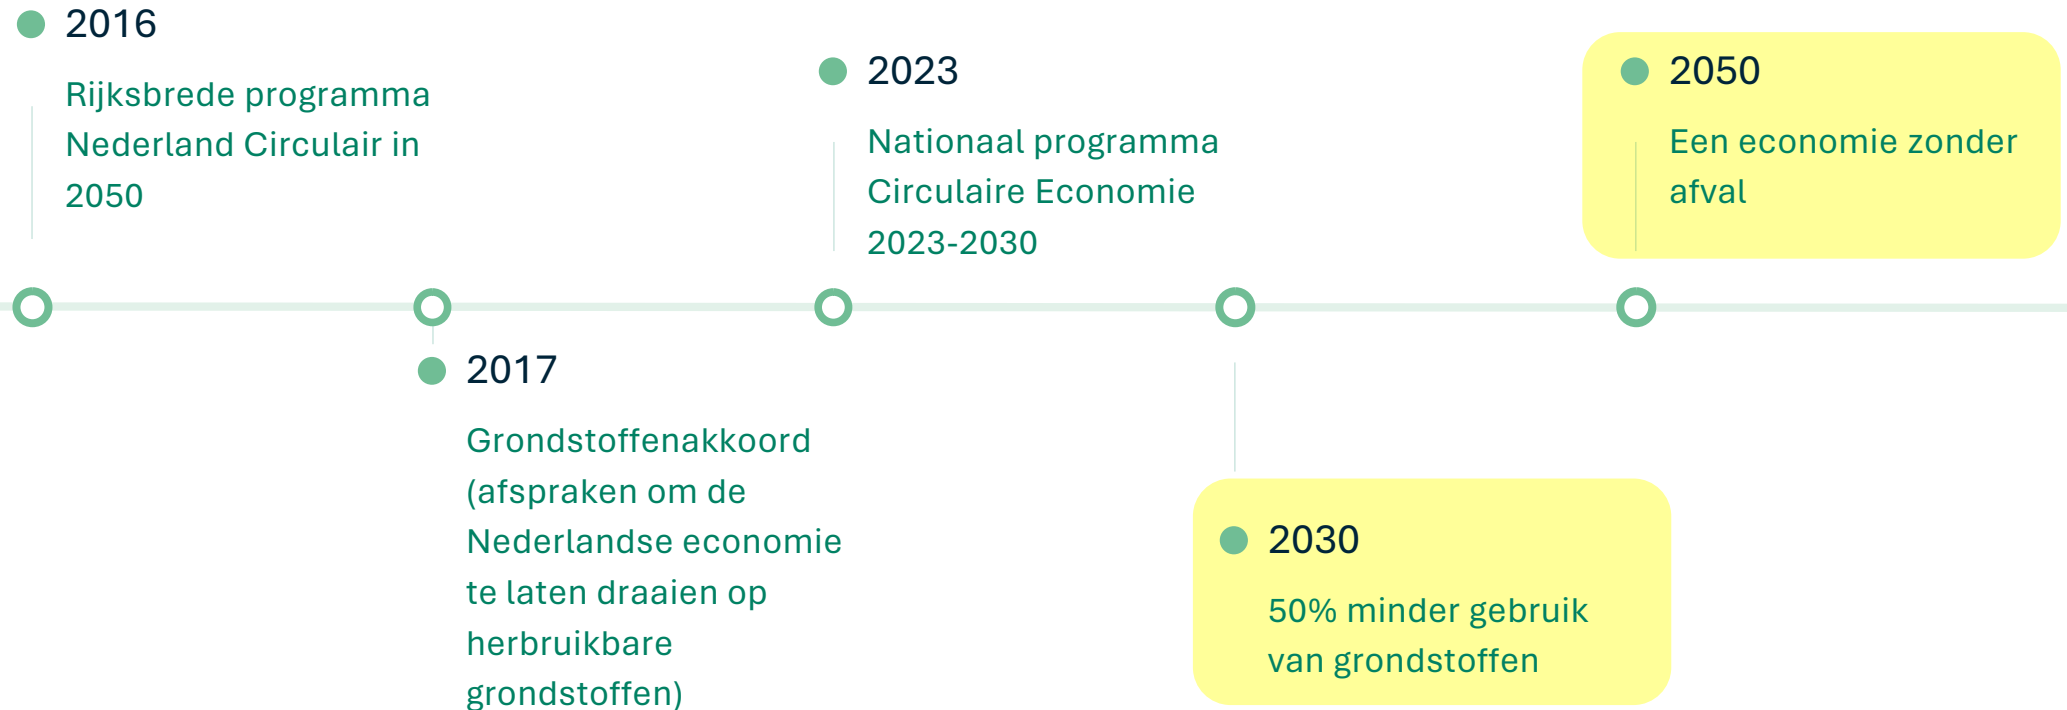 2016
Rijksbrede programma
Nederland Circulair in
2050
2017
Grondstoffenakkoord
(afspraken om de
Nederlandse economie
te laten draaien op
herbruikbare
grondstoffen)
2023
Nationaal programma
Circulaire Economie
2023-2030
2030
50% minder gebruik
van grondstoffen
2050
Een economie zonder
afval